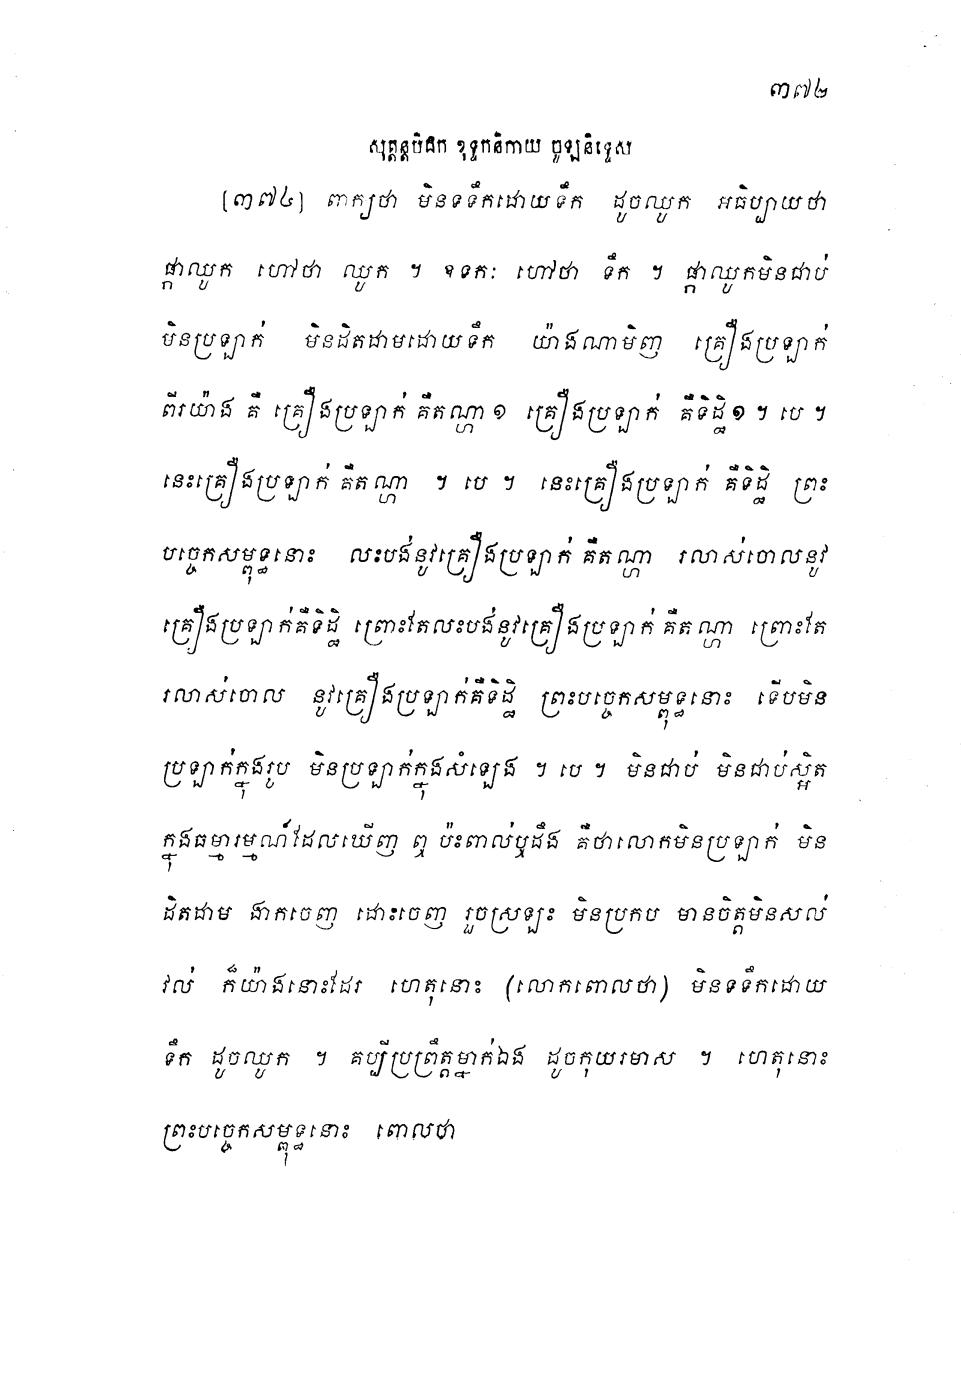 ៣៧២
សុត្តន្តបិដក ខុទ្ទកនិកាយ ចូឡនិទ្ទេស
[៣៧៤] ពាក្យថា មិនទទឹកដោយទឹក ដូចឈូក អធិប្បាយថា
ផ្កាឈូក ហៅថា ឈូក ។ ឧទកៈ ហៅថា ទឹក ។ ផ្កាឈូកមិនជាប់
មិនប្រឡាក់ មិនដិតដាមដោយទឹក យ៉ាងណាមិញ គ្រឿងប្រឡាក់
ពីរយ៉ាង គឺ គ្រឿងប្រឡាក់ គឺតណ្ហា ១ គ្រឿងប្រឡាក់ គឺទិដ្ឋិ ១ ។ បេ ។
នេះគ្រឿងប្រឡាក់ គឺតណ្ហា ។ បេ ។ នេះគ្រឿងប្រឡាក់ គឺទិដ្ឋិ ព្រះ
បច្ចេកសម្ពុទ្ធនោះ លះបង់នូវគ្រឿងប្រឡាក់ គឺតណ្ហា រលាស់ចោលនូវ
គ្រឿងប្រឡាក់គឺទិដ្ឋិ ព្រោះតែលះបង់នូវគ្រឿងប្រឡាក់ គឺតណ្ហា ព្រោះតែ
រលាស់ចោល នូវគ្រឿងប្រឡាក់គឺទិដ្ឋិ ព្រះបច្ចេកសម្ពុទ្ធនោះ ទើបមិន
ប្រឡាក់ក្នុងរូប មិនប្រឡាក់ក្នុងសំឡេង ។ បេ ។ មិនជាប់ មិនជាប់ស្អិត
ក្នុងធម្មារម្មណ៍ដែលឃើញ ឮ ប៉ះពាល់ឬដឹង គឺថាលោកមិនប្រឡាក់ មិន
ដិតដាម ងាកចេញ ដោះចេញ រួចស្រឡះ មិនប្រកប មានចិត្តមិនសល់
វល់ ក៏យ៉ាងនោះដែរ ហេតុនោះ (លោកពោលថា) មិនទទឹកដោយ
ទឹក ដូចឈូក ។ គប្បីប្រព្រឹត្តម្នាក់ឯង ដូចកុយរមាស ។ ហេតុនោះ
ព្រះបច្ចេកសម្ពុទ្ធនោះ ពោលថា